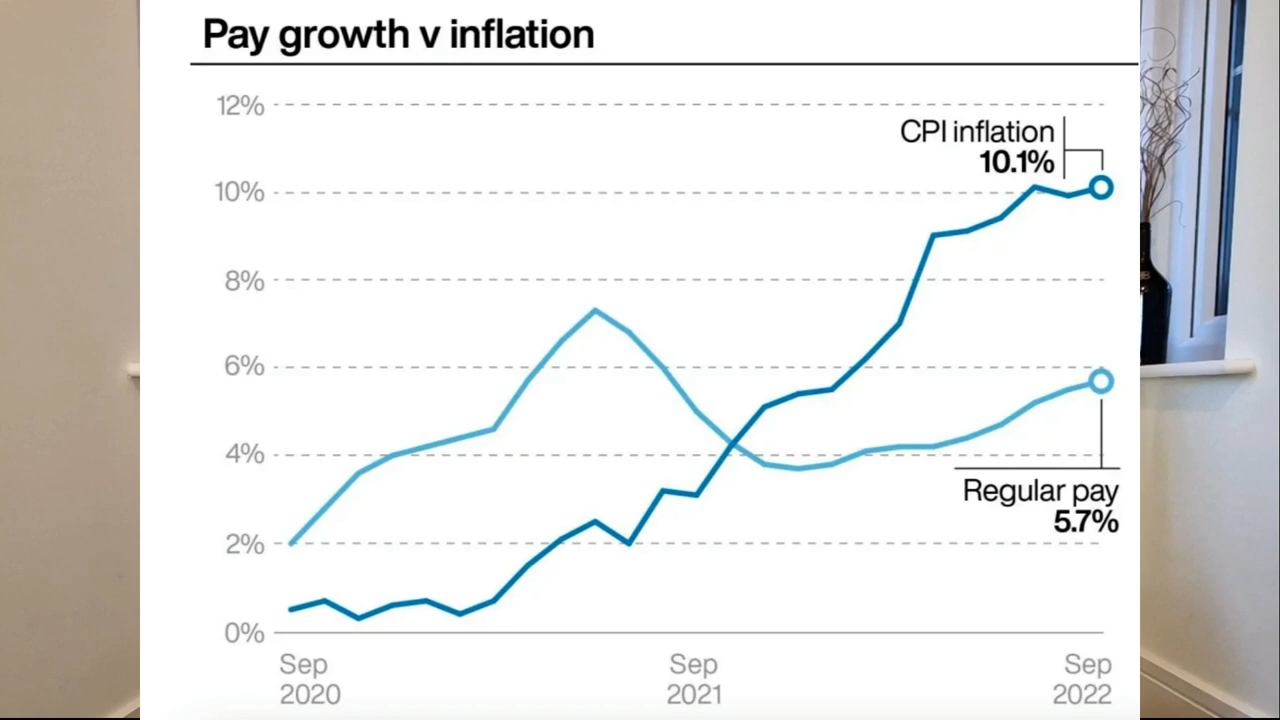 Pay growth v inflation
12%
CPI inflation
10.1%
10%
8%
6%
4%
Regular pay
5.7%
2%
0%
Sep
2020
Sep
2021
Sep
2022